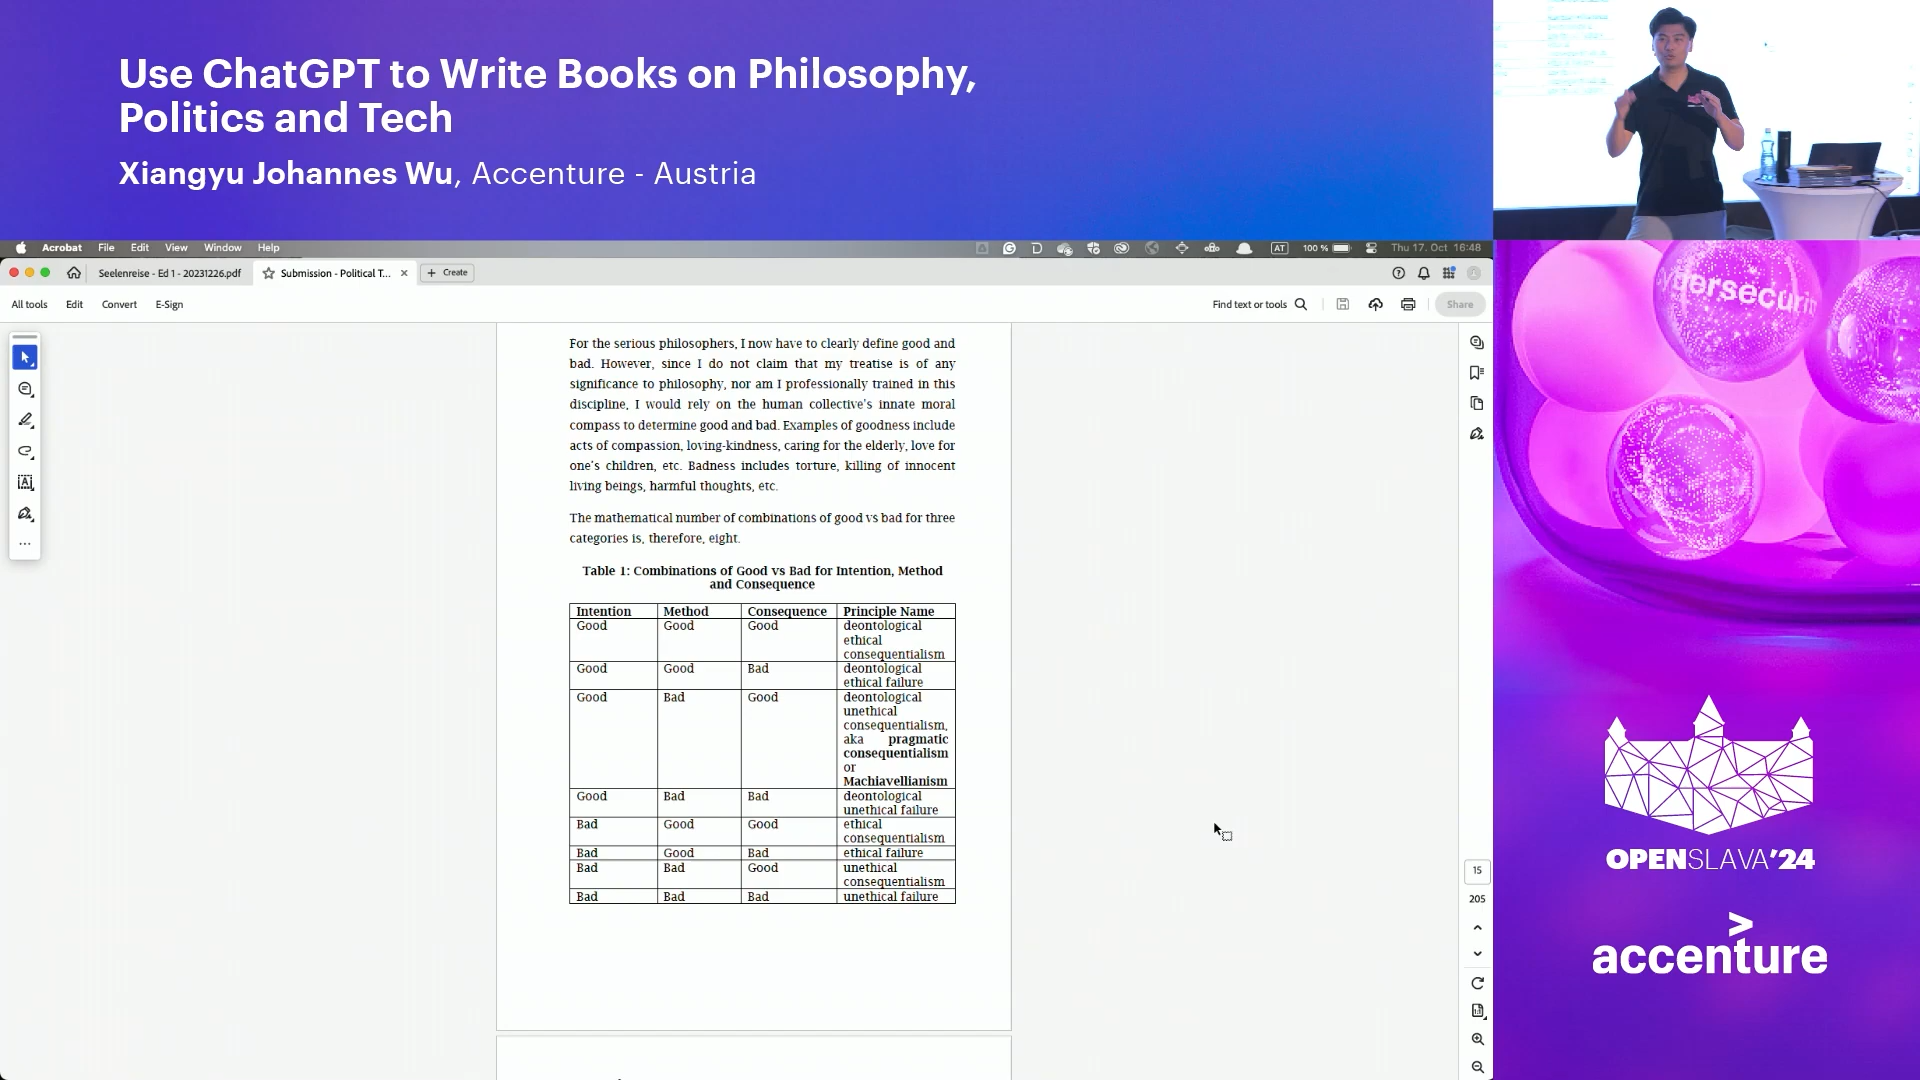 Use ChatGPT to Write Books on Philosophy,
Politics and Tech
Xiangyu Johannes Wu, Accenture - Austria
Acrobat File Edit View Window Help
AT 100 % Thu 17. Oct 16:48
Seelenreise - Ed 1 - 20231226.pdf
Submission - Political T...
+ Create
All tools Edit Convert E-Sign
Find text or tools
Share
For the serious philosophers, I now have to clearly define good and
bad. However, since I do not claim that my treatise is of any
significance to philosophy, nor am I professionally trained in this
discipline, I would rely on the human collective's innate moral
compass to determine good and bad. Examples of goodness include
acts of compassion, loving-kindness, caring for the elderly, love for
one's children, etc. Badness includes torture, killing of innocent
living beings, harmful thoughts, etc.
The mathematical number of combinations of good vs bad for three
categories is, therefore, eight.
Table 1: Combinations of Good vs Bad for Intention, Method
and Consequence
Intention Method Consequence Principle Name
Good Good Good deontological
ethical
consequentialism
Good Good Bad deontological
ethical failure
Good Bad Good deontological
unethical
consequentialism,
aka pragmatic
consequentialism
or
Machiavellianism
Good Bad Bad deontological
unethical failure
Bad Good Good ethical
consequentialism
Bad Good Bad ethical failure
Bad Bad Good unethical
consequentialism
Bad Bad Bad unethical failure
15
205
OPENSLAVA'24
accenture